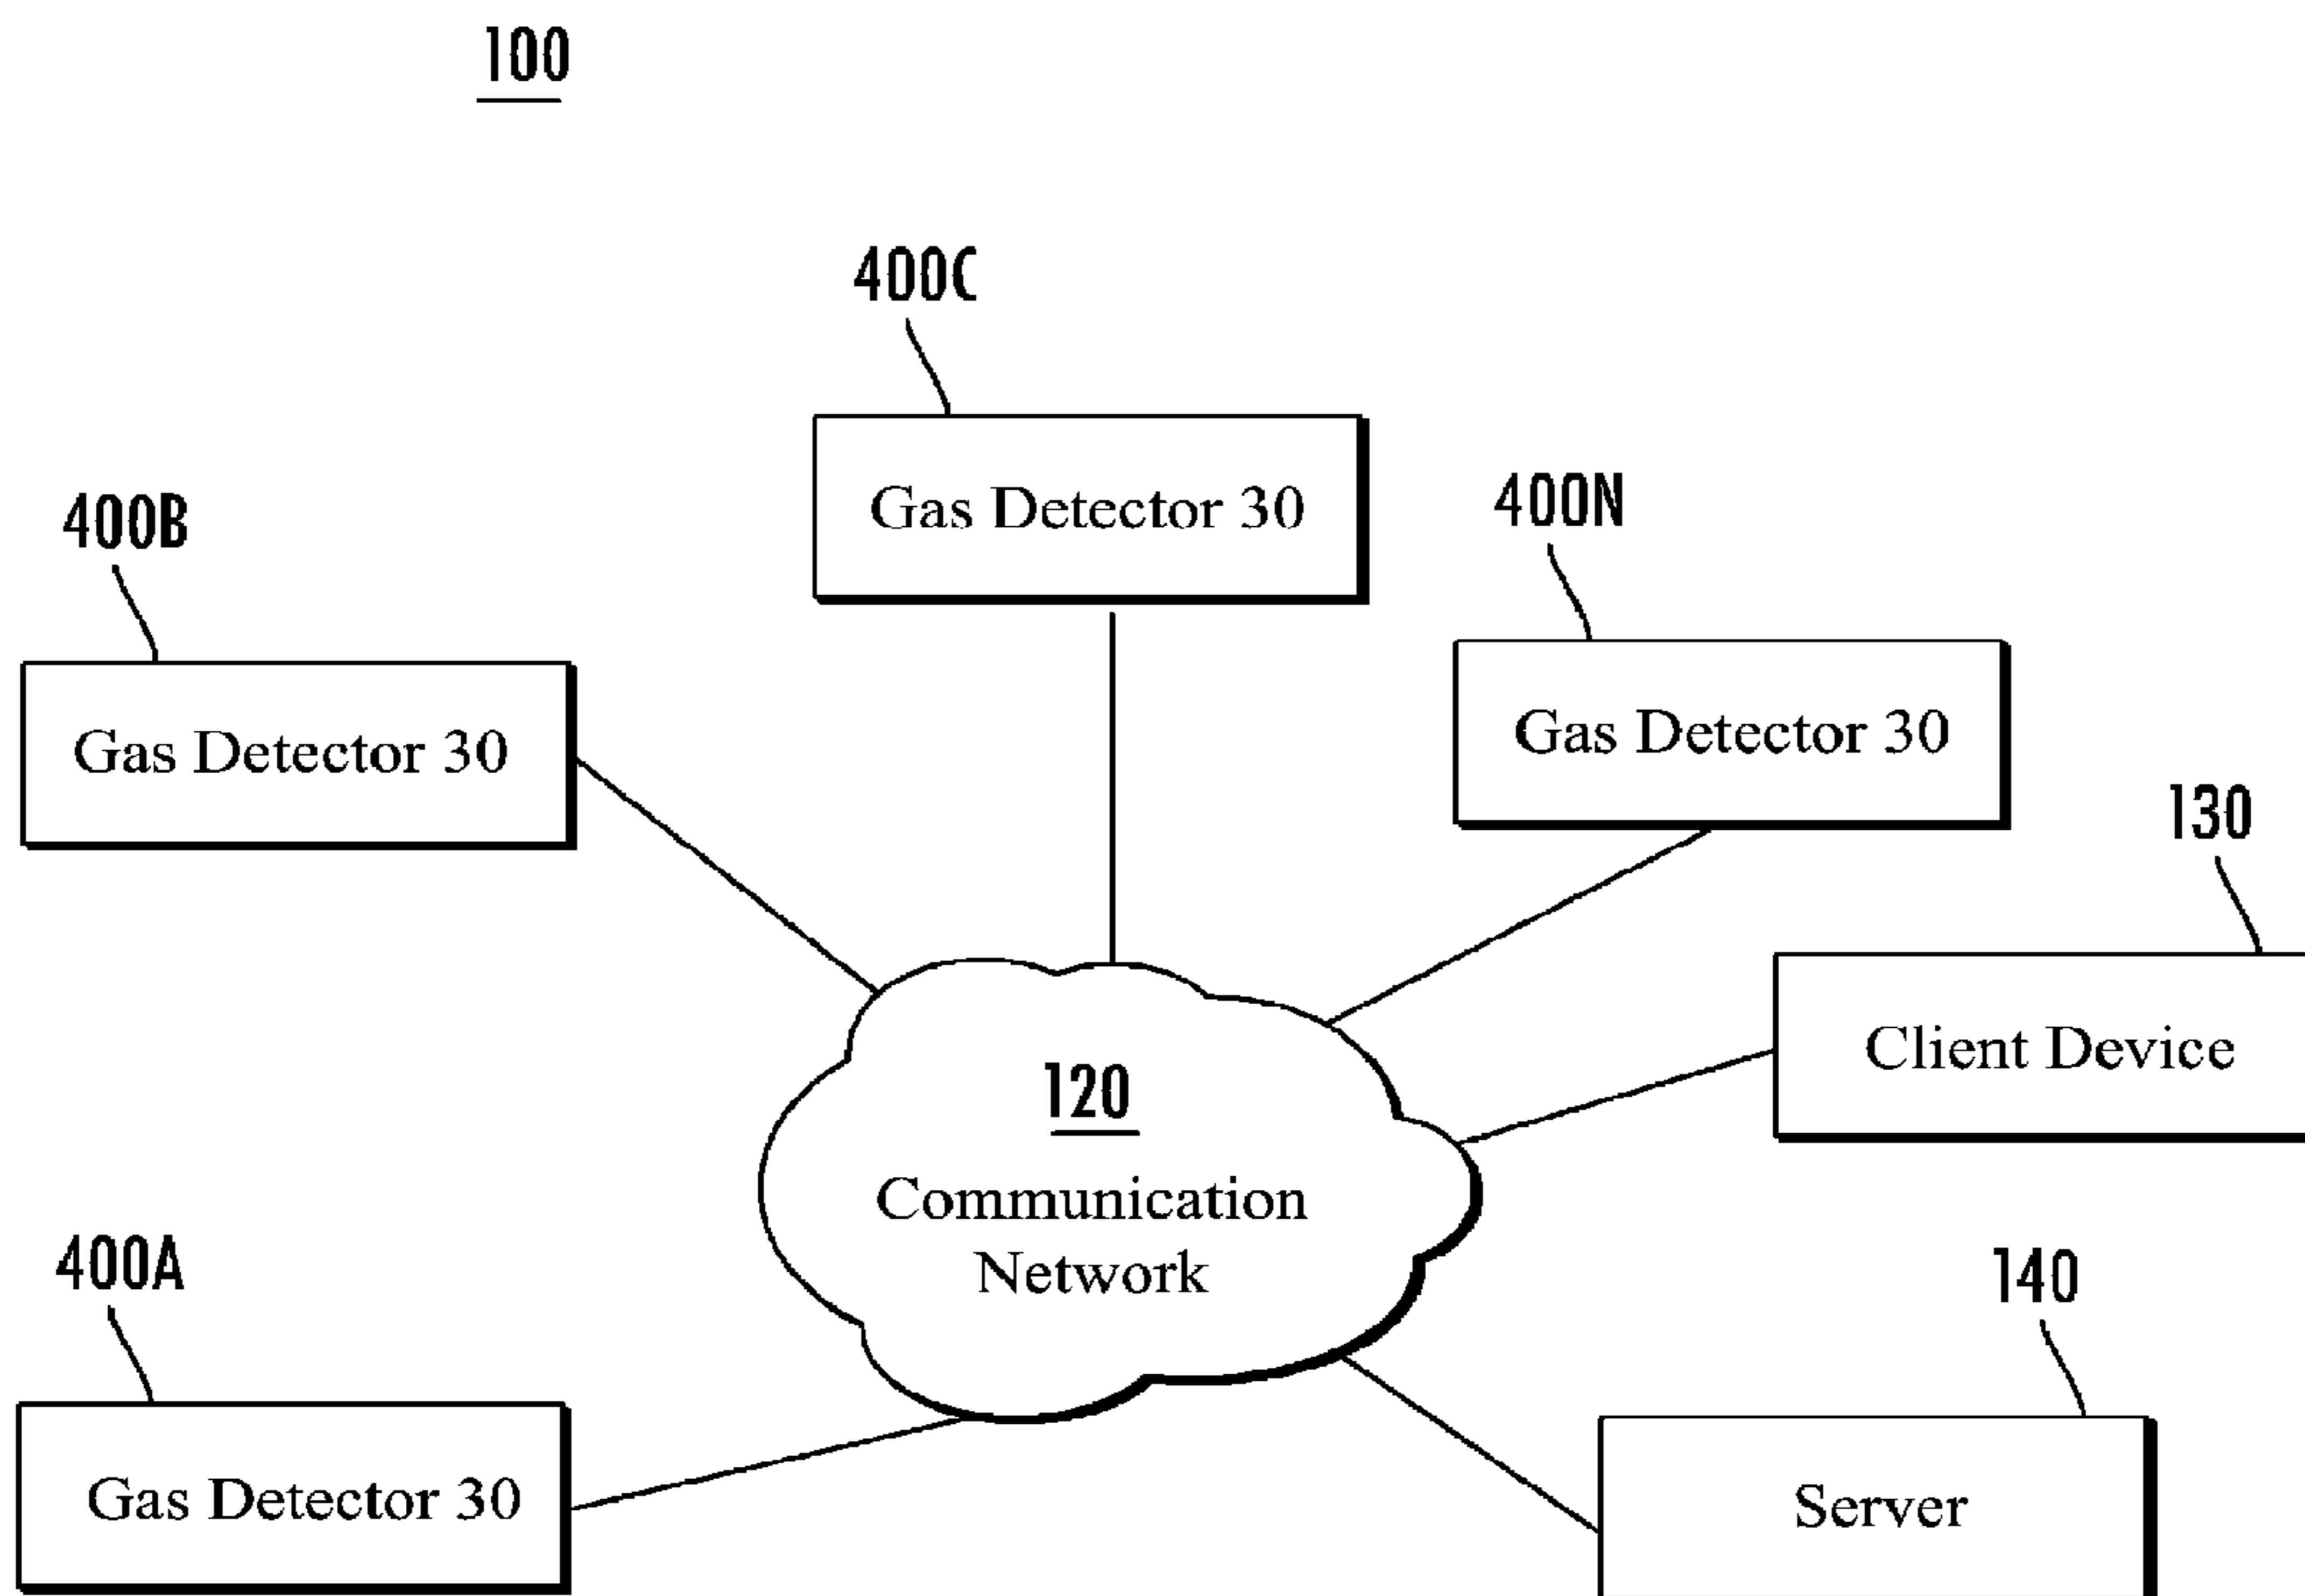 100
400C
Gas Detector 30
400N
Gas Detector 30
400B
Gas Detector 30
130
Client Device
120
Communication
Network
400A
Gas Detector 30
140
Server